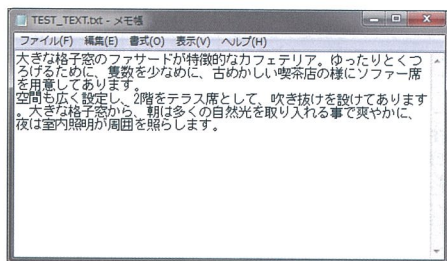 TEST_TEXT.txt - メモ帳
ファイル(F) 編集(E) 書式(O) 表示(V) ヘルプ(H)
大きな格子窓のファサードが特徴的なカフェテリア。ゆったりとくつ
ろげるために、隻数を少なめに、古めかしい喫茶店の様にソファー席
を用意してあります。
空間も広く設定し、2階をテラス席として、吹き抜けを設けてあります
。大きな格子窓から、朝は多くの自然光を取り入れる事で爽やかに、
夜は室内照明が周囲を照らします。